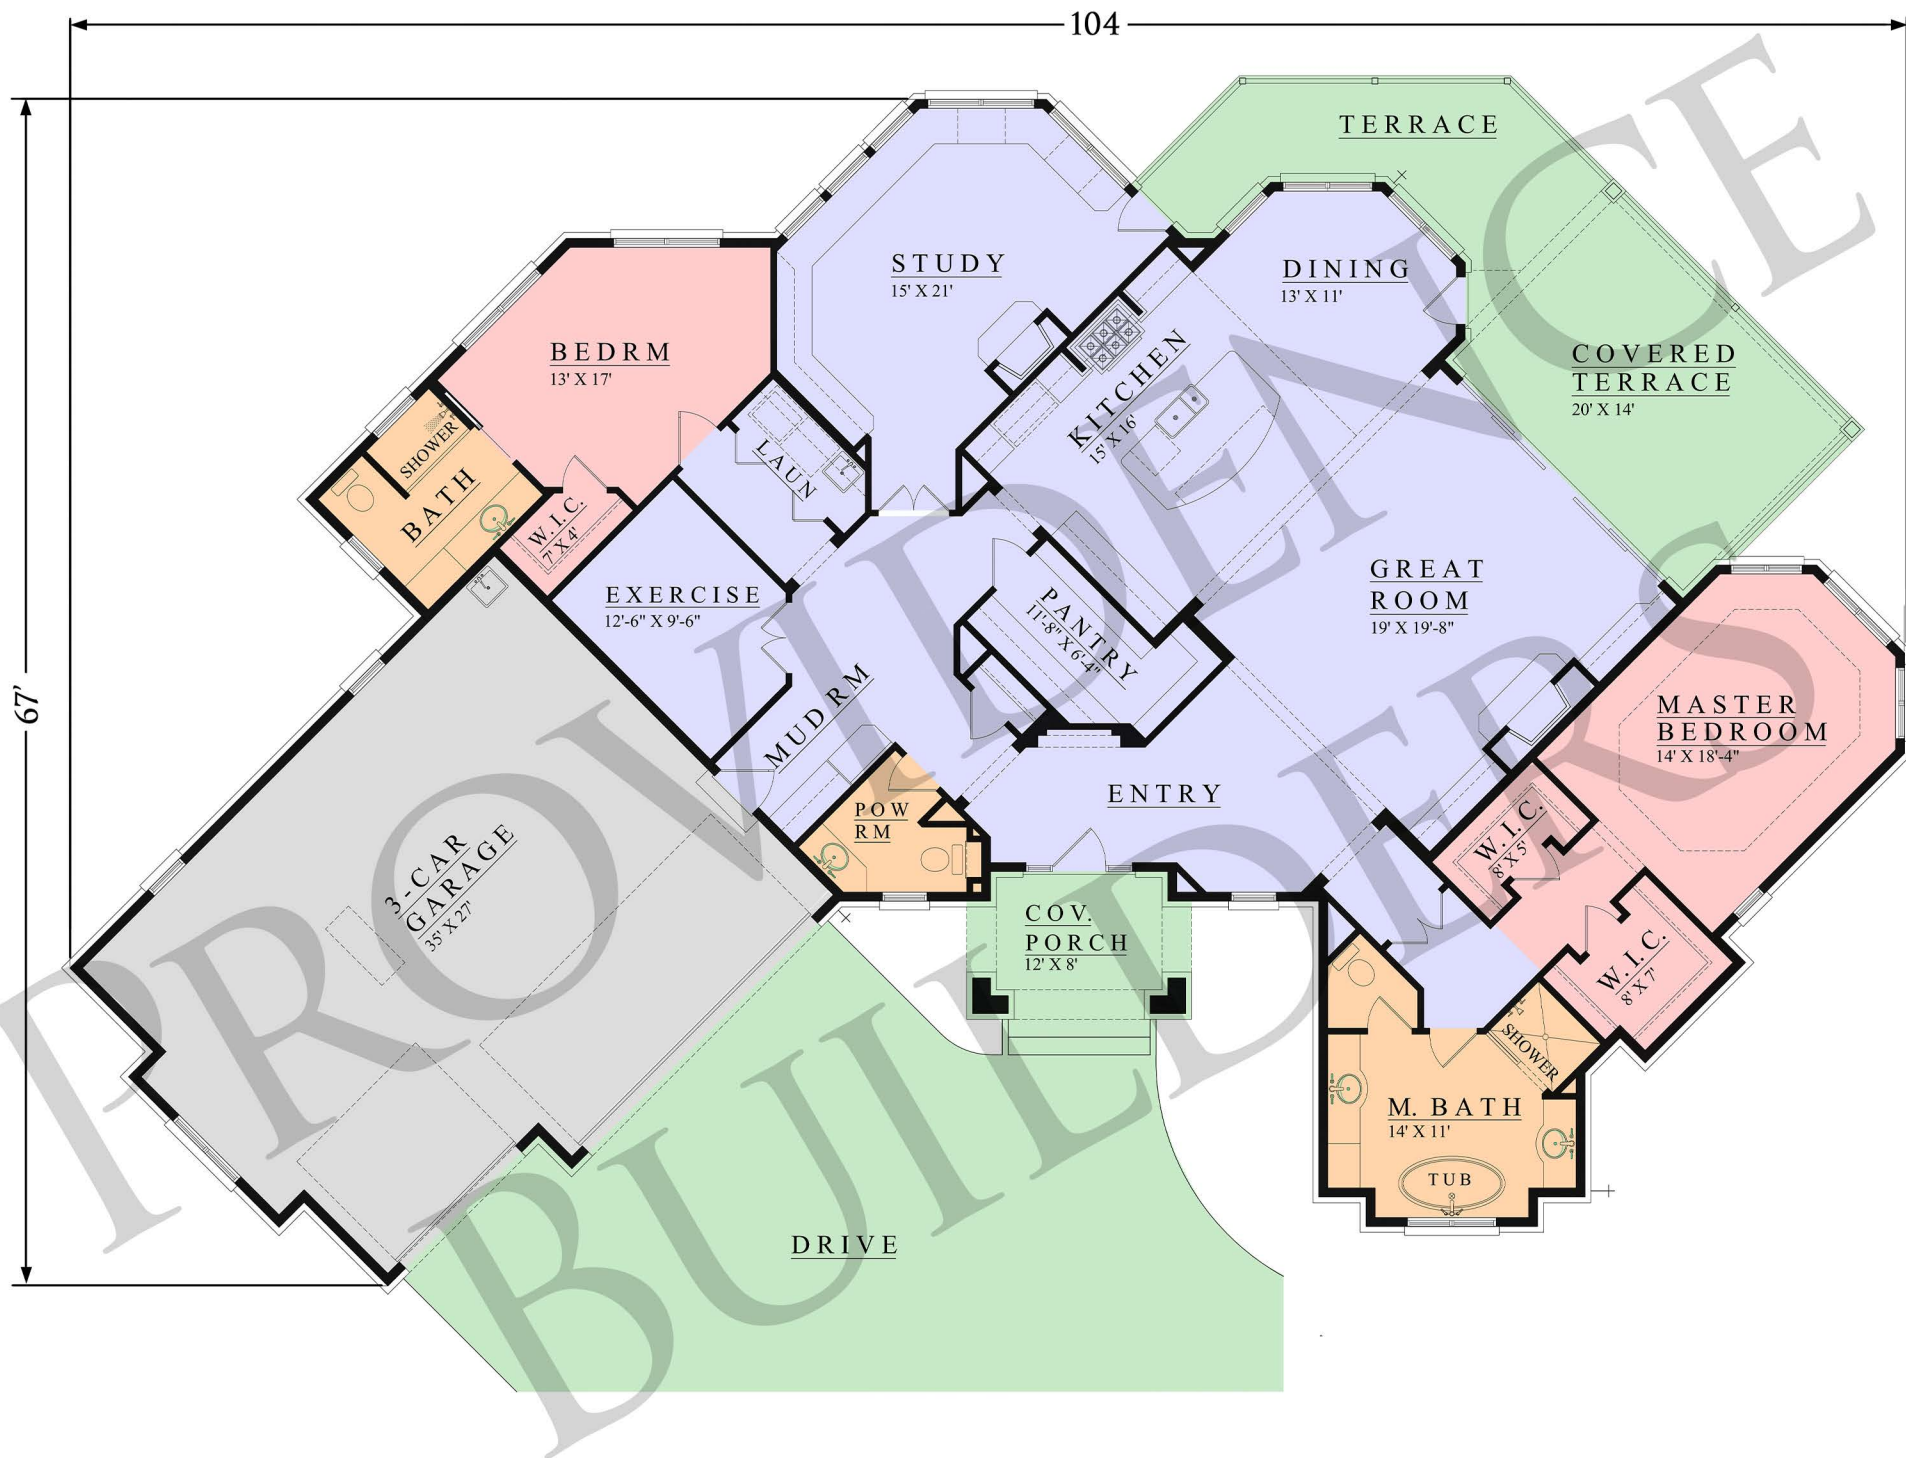 104
67'
TERRACE
STUDY
15' X 21'
DINING
13' X 11'
BEDRM
13' X 17'
KITCHEN
15' X 16'
COVERED
TERRACE
20' X 14'
SHOWER
BATH
LAUN
W. I. C.
7' X 4'
EXERCISE
12'-6" X 9'-6"
PANTRY
11'-8" X 6'-4"
GREAT
ROOM
19' X 19'-8"
MUD RM
MASTER
BEDROOM
14' X 18'-4"
ENTRY
POW
RM
W. I. C.
8' X 5'
3-CAR
GARAGE
35' X 27'
COV.
PORCH
12' X 8'
W. I. C.
8' X 7'
SHOWER
M. BATH
14' X 11'
TUB
DRIVE
PROVIDENCE
BUILDERS